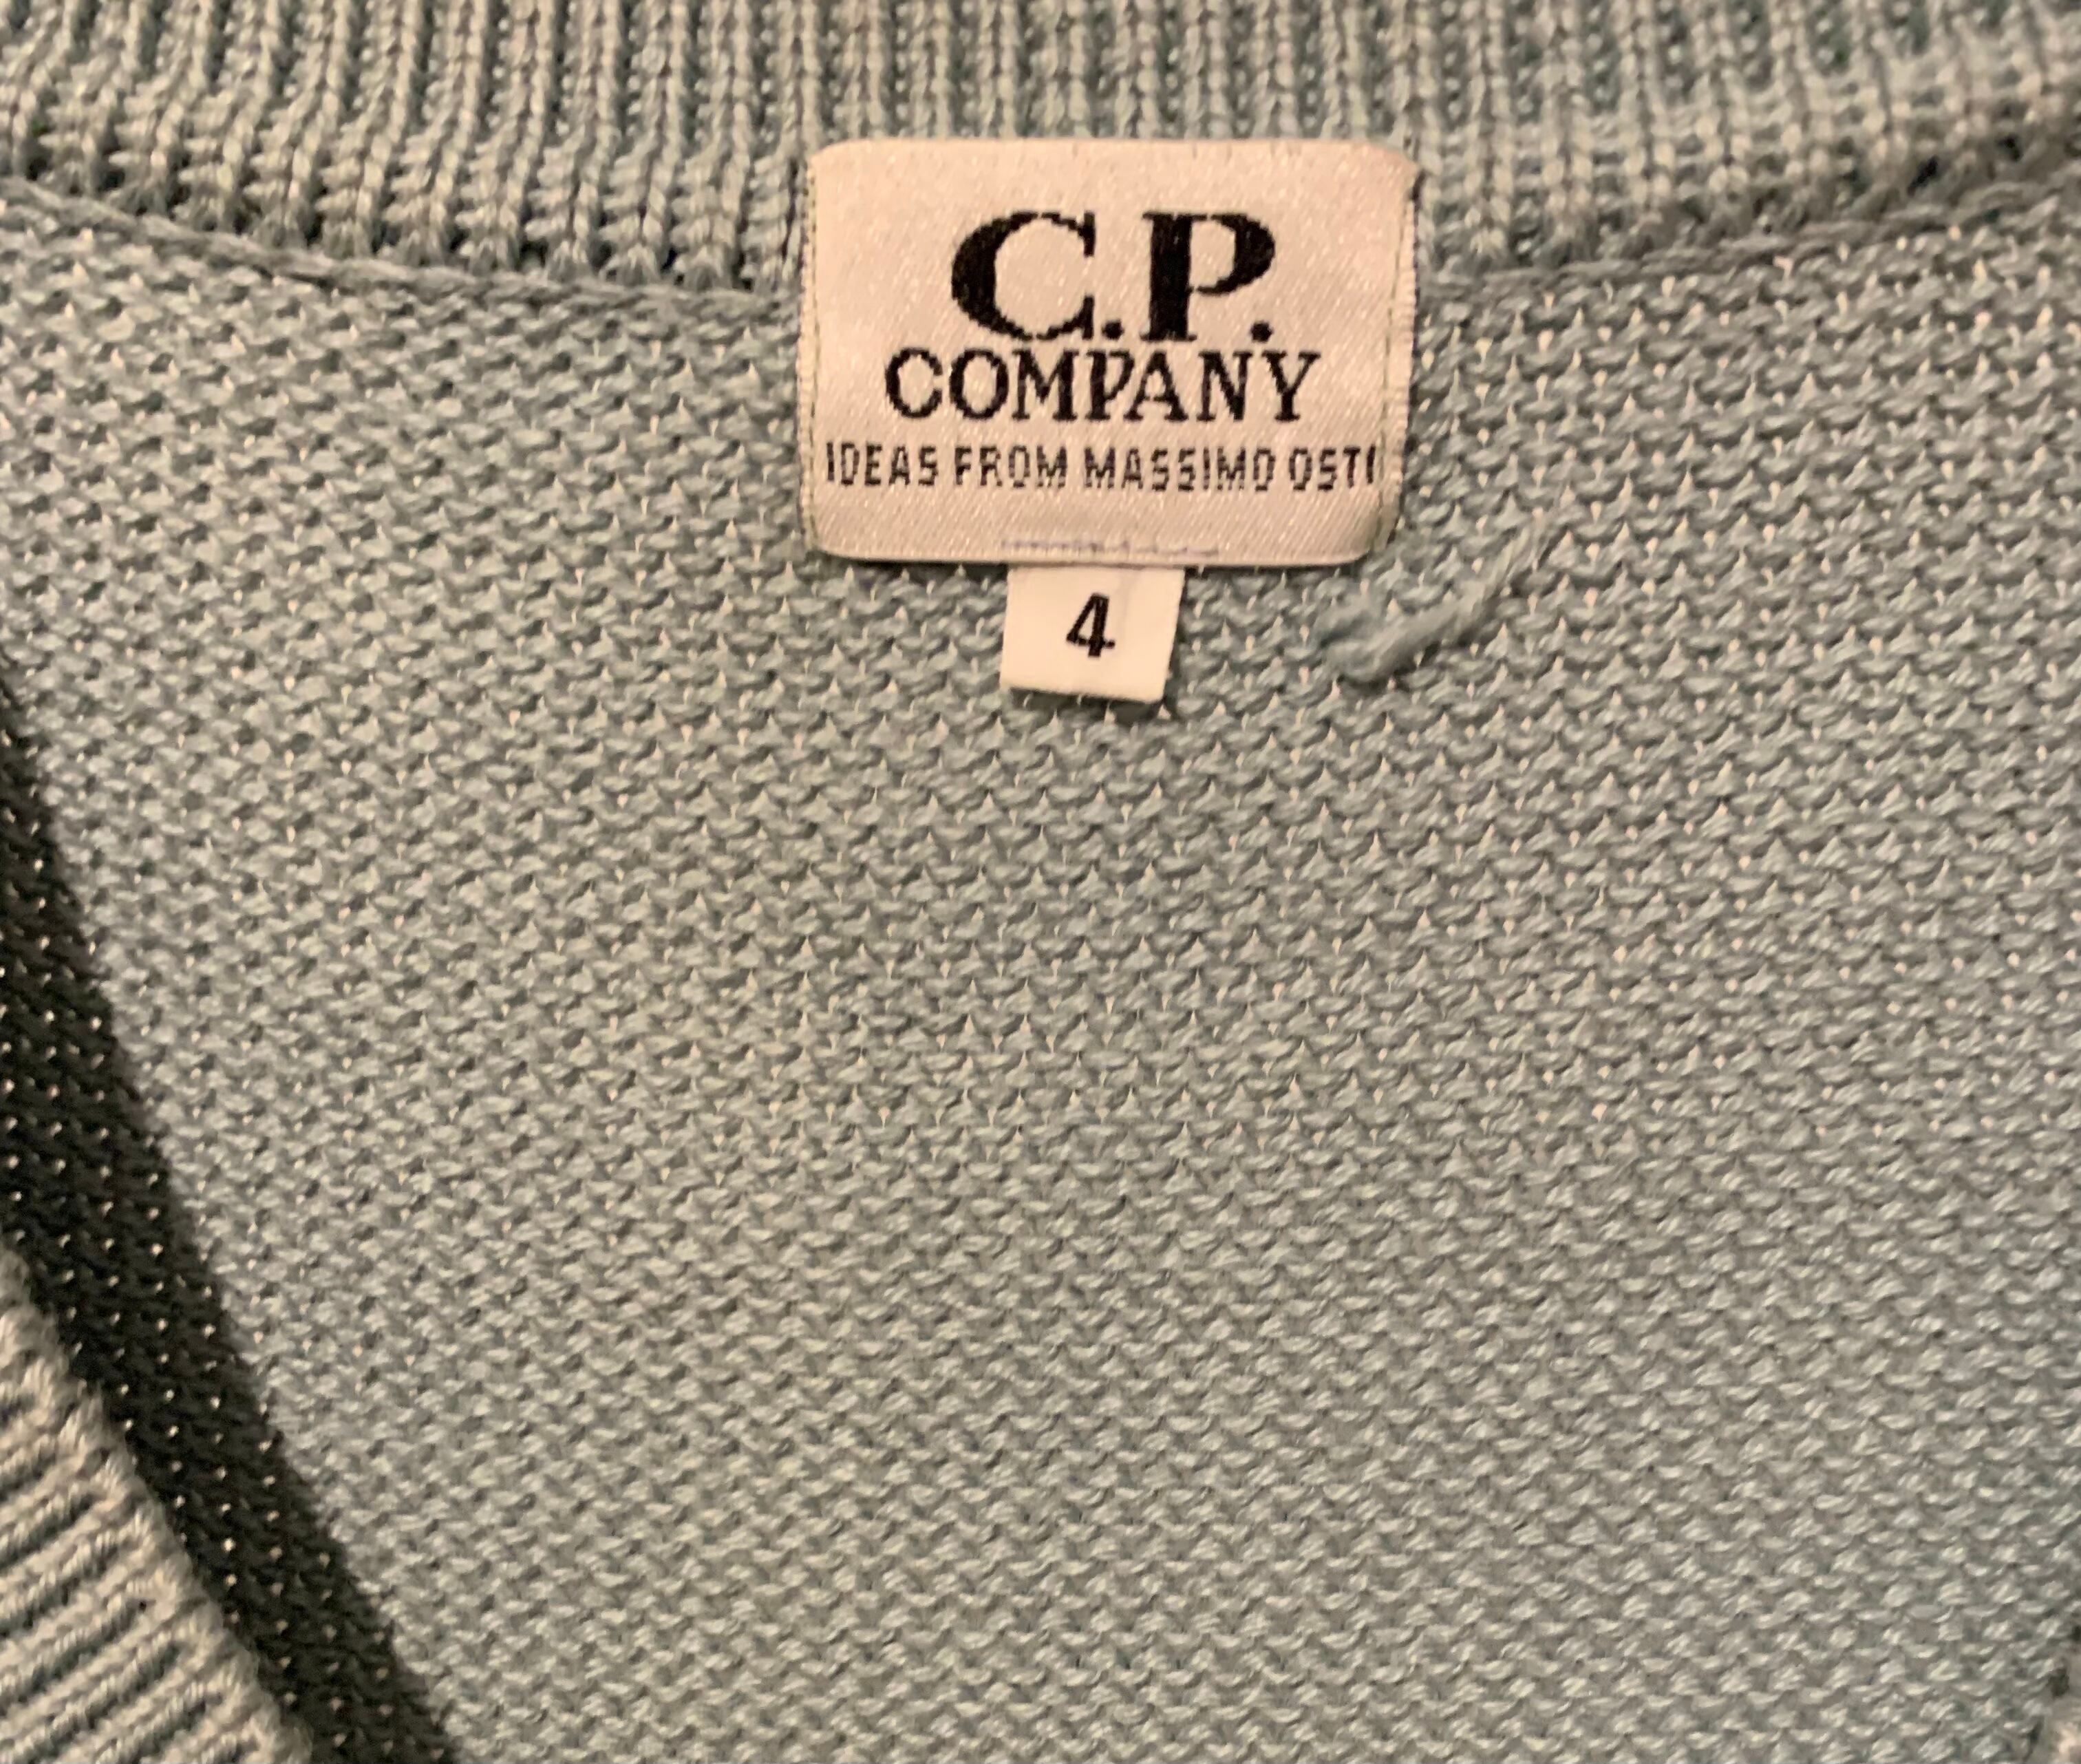 C.P.
COMPANY
IDEAS FROM MASSIMO OSTI
4